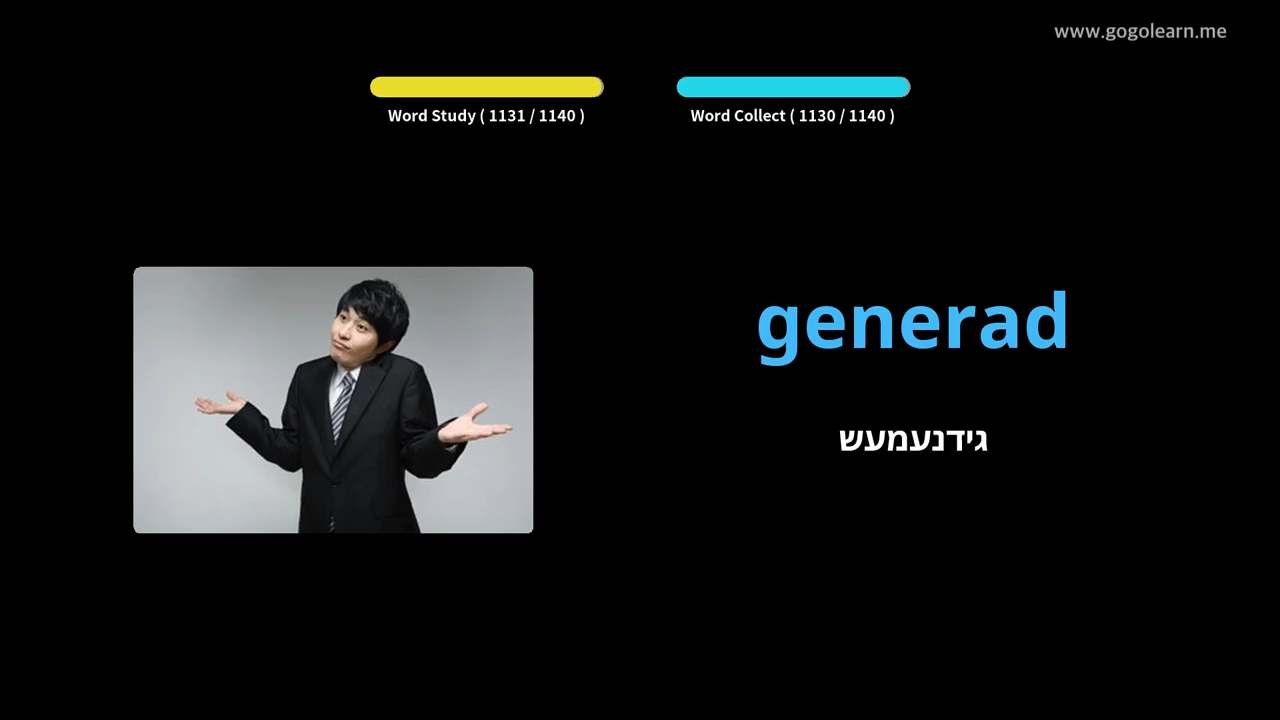 www.gogolearn.me
Word Study ( 1131 / 1140 )
Word Collect ( 1130 / 1140 )
generad
גידנעמעש